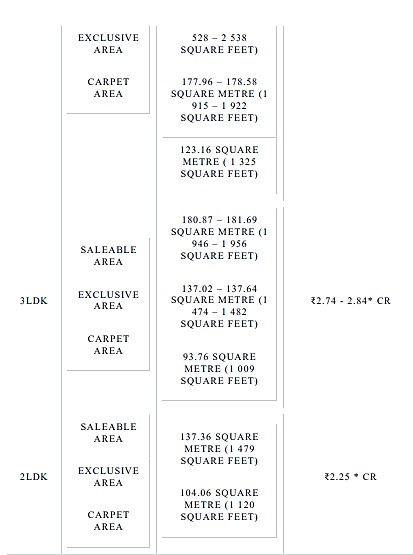 EXCLUSIVE
AREA
CARPET
AREA
528 – 2 538
SQUARE FEET)
177.96 – 178.58
SQUARE METRE (1
915 – 1 922
SQUARE FEET)
123.16 SQUARE
METRE ( 1 325
SQUARE FEET)
3LDK
SALEABLE
AREA
EXCLUSIVE
AREA
CARPET
AREA
180.87 – 181.69
SQUARE METRE (1
946 – 1 956
SQUARE FEET)
137.02 – 137.64
SQUARE METRE (1
474 – 1 482
SQUARE FEET)
93.76 SQUARE
METRE (1 009
SQUARE FEET)
₹2.74 - 2.84* CR
2LDK
SALEABLE
AREA
EXCLUSIVE
AREA
CARPET
AREA
137.36 SQUARE
METRE (1 479
SQUARE FEET)
104.06 SQUARE
METRE (1 120
SQUARE FEET)
₹2.25 * CR